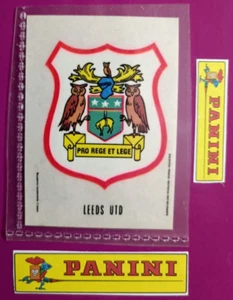 PRO REGE ET LEGE
LEEDS UTD
PANINI
PANINI